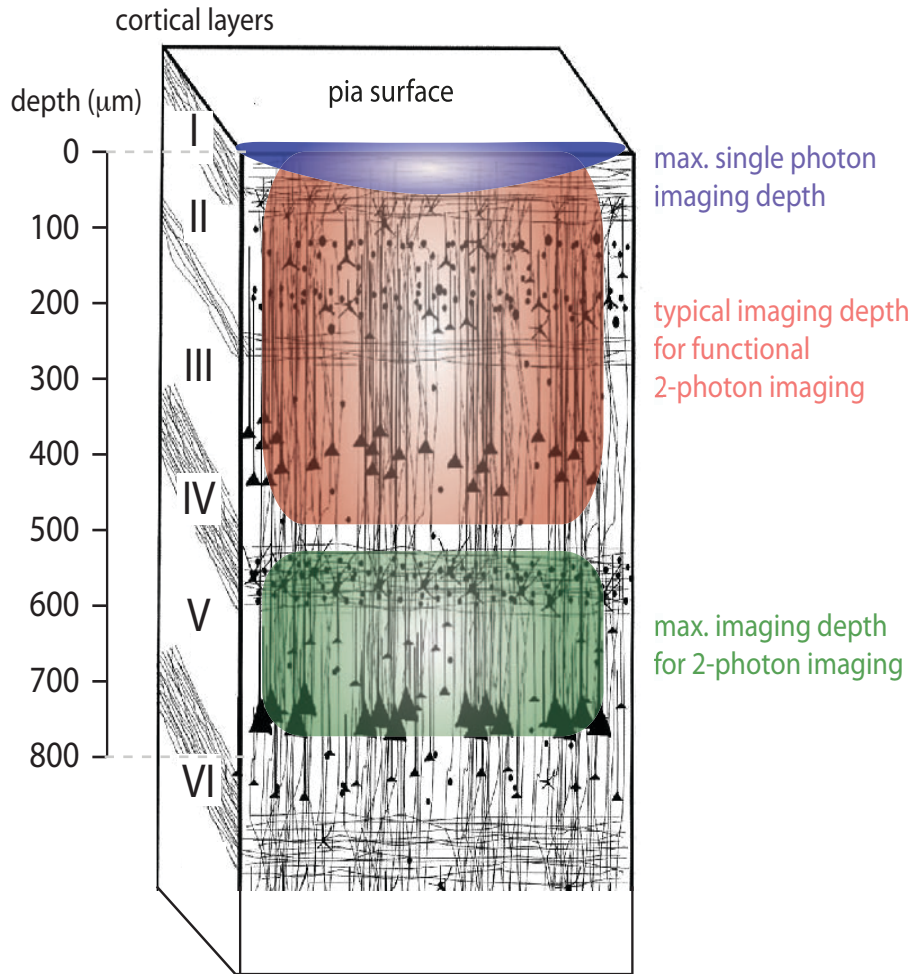 cortical layers
pia surface
depth (μm)
I
0
max. single photon
imaging depth
II
100
200
typical imaging depth
for functional
2-photon imaging
III
300
400
IV
500
600
V
max. imaging depth
for 2-photon imaging
700
800
VI